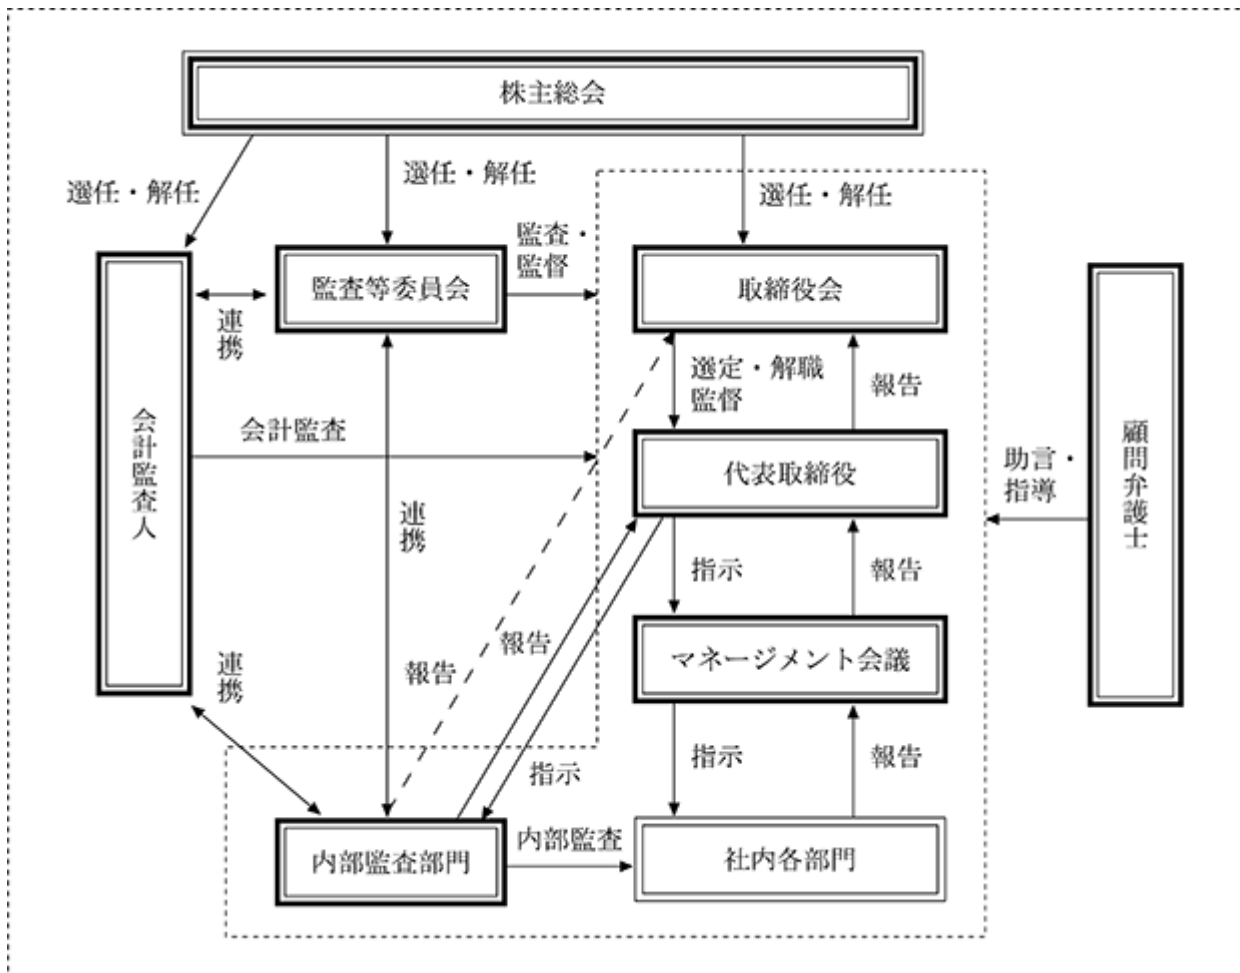 株主総会
選任・解任
選任・解任
選任・解任
監査・
監督
監査等委員会
取締役会
連携
選定・解職
監督
報告
会計監査人
会計監査
代表取締役
顧問弁護士
助言・
指導
連携
指示
報告
報告
報告
マネージメント会議
連携
指示
指示
報告
内部監査部門
内部監査
社内各部門